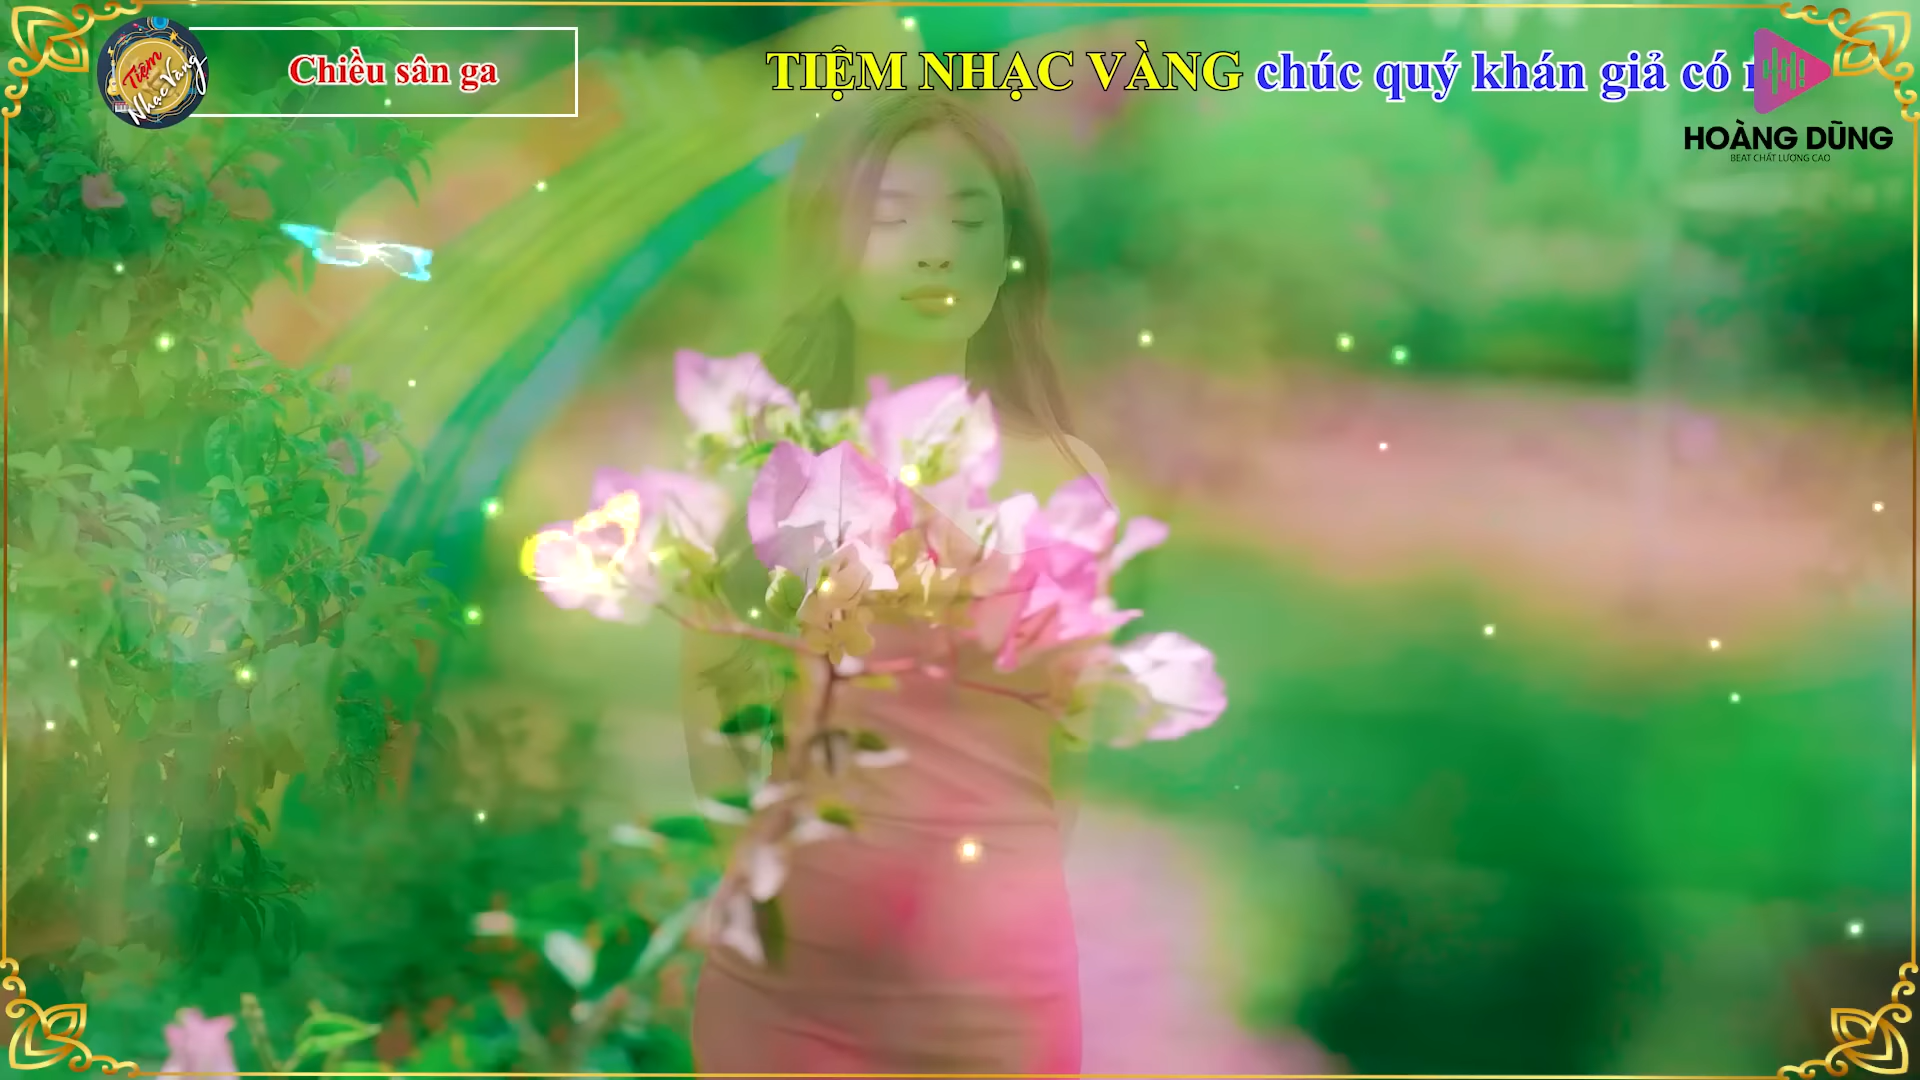 Tiệm
Nhạc Vàng
Chiều sân ga
TIỆM NHẠC VÀNG chúc quý khán giả có
HOÀNG DŨNG
BEAT CHẤT LƯỢNG CAO